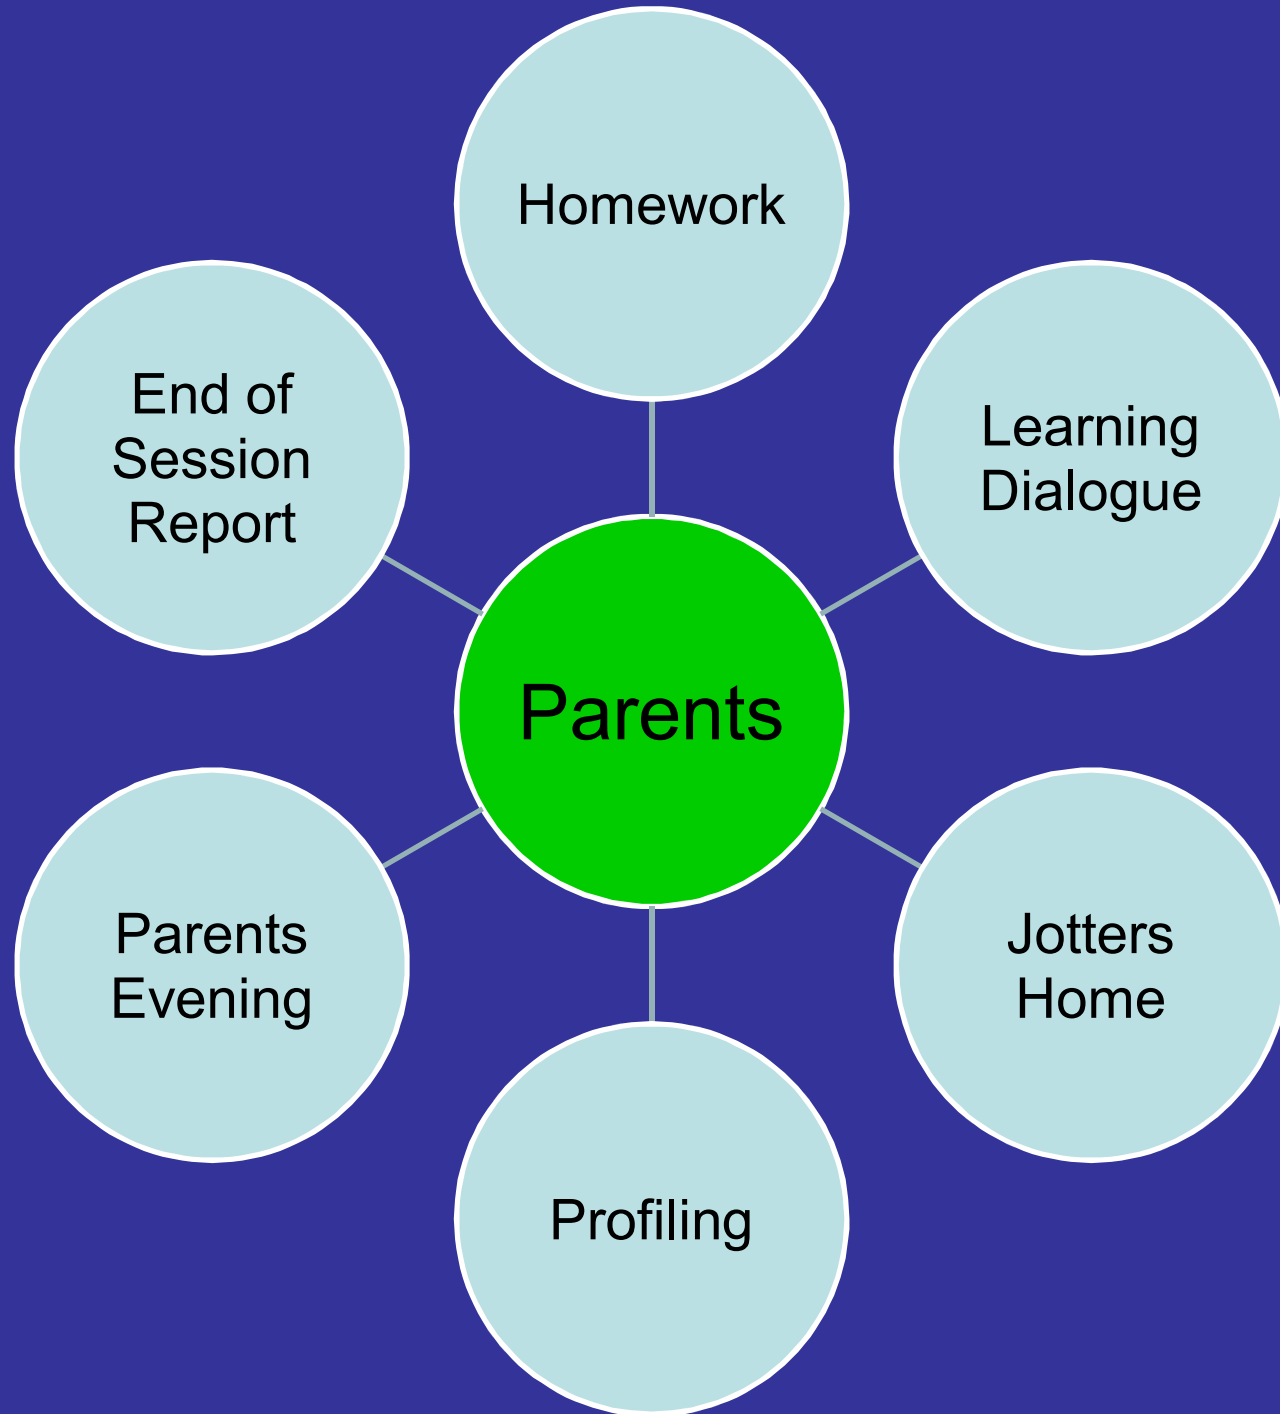 Homework
End of
Session
Report
Learning
Dialogue
Parents
Parents
Evening
Jotters
Home
Profiling